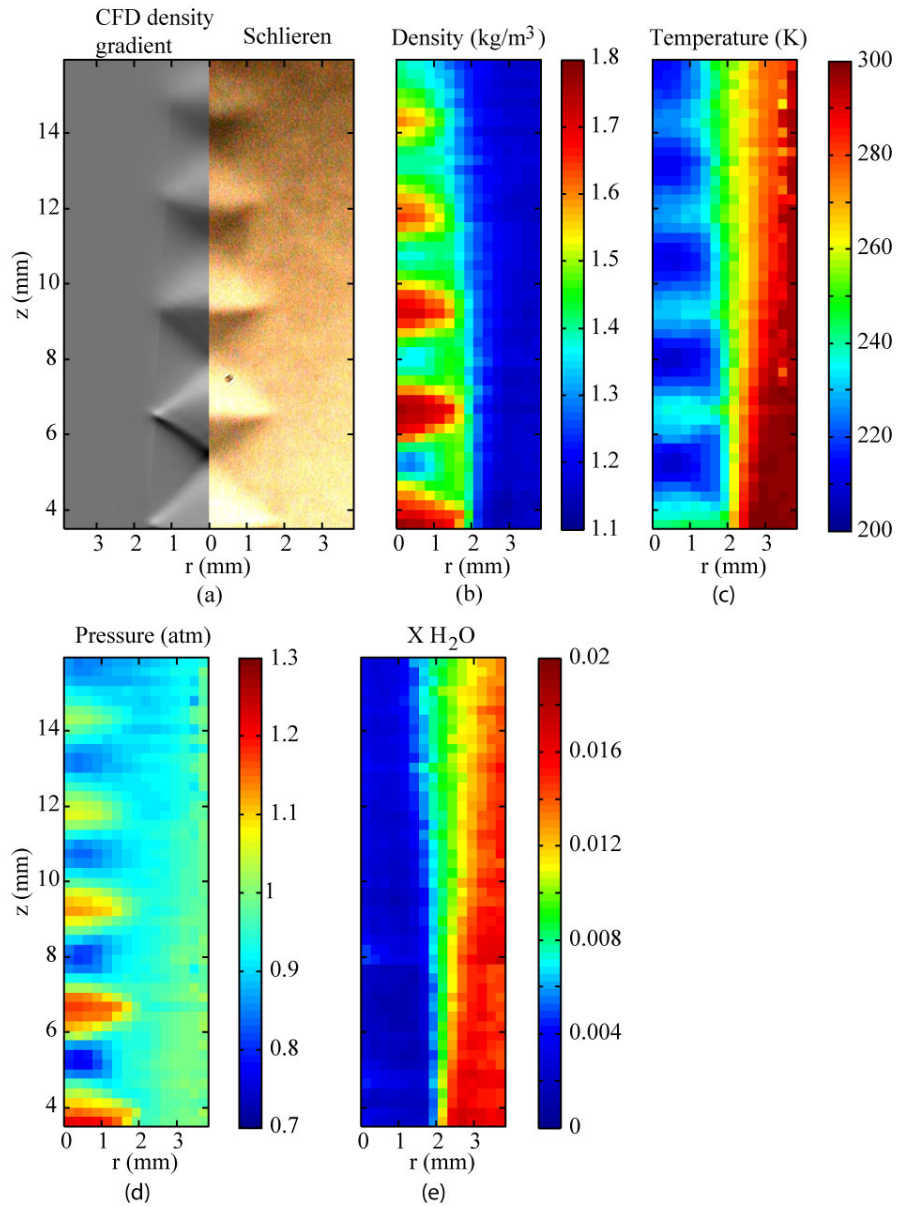 CFD density
gradient
Schlieren
Density (kg/m³)
Temperature (K)
z (mm)
14
12
10
8
6
4
3 2 1 0 1 2 3
r (mm)
(a)
0 1 2 3
r (mm)
(b)
1.8
1.7
1.6
1.5
1.4
1.3
1.2
1.1
0 1 2 3
r (mm)
(c)
300
280
260
240
220
210
200
Pressure (atm)
X H₂O
z (mm)
14
12
10
8
6
4
0 1 2 3
r (mm)
(d)
1.3
1.2
1.1
1
0.9
0.8
0.7
0 1 2 3
r (mm)
(e)
0.02
0.016
0.012
0.008
0.004
0